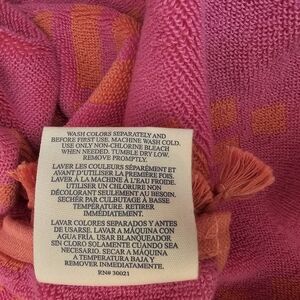 WASH COLORS SEPARATELY AND
BEFORE FIRST USE. MACHINE WASH COLD.
USE ONLY NON-CHLORINE BLEACH
WHEN NEEDED. TUMBLE DRY LOW.
REMOVE PROMPTLY.
LAVER LES COULEURS SÉPARÉMENT ET
AVANT D'UTILISER LA PREMIÈRE FOIS.
LAVER À LA MACHINE À L'EAU FROIDE.
UTILISER UN CHLORURE NON
DÉCOLORANT SEULEMENT AU BESOIN.
SÉCHER PAR CULBUTAGE À BASSE
TEMPÉRATURE. RETIRER
IMMÉDIATEMENT.
LAVAR COLORES SEPARADOS Y ANTES
DE USARSE. LAVAR A MÁQUINA CON
AGUA FRÍA. USAR BLANQUEADOR
SIN CLORO SOLAMENTE CUANDO SEA
NECESARIO. SECAR A MÁQUINA
A TEMPERATURA BAJA Y
REMOVER INMEDIATAMENTE.
RN# 30021